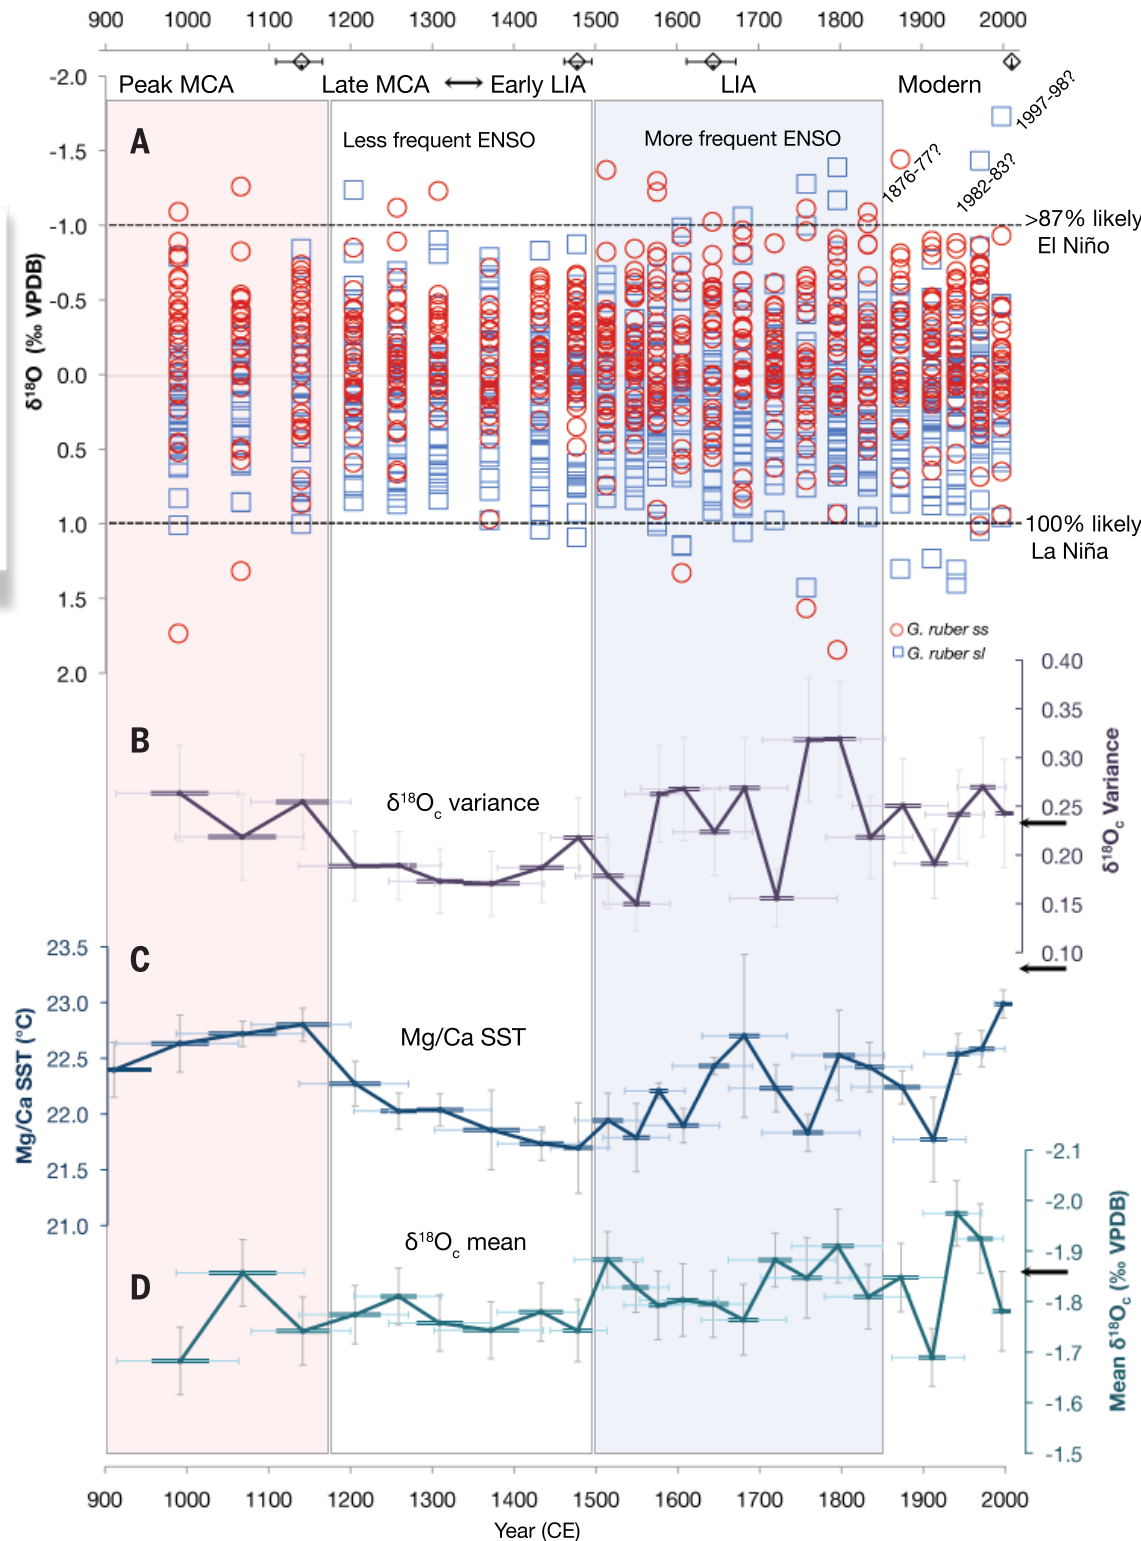 900 1000 1100 1200 1300 1400 1500 1600 1700 1800 1900 2000
Peak MCA Late MCA Early LIA LIA Modern
A
Less frequent ENSO
More frequent ENSO
1876-77?
1982-83?
1997-98?
>87% likely
El Niño
100% likely
La Niña
-2.0
-1.5
-1.0
-0.5
0.0
0.5
1.0
1.5
2.0
δ¹⁸O (‰ VPDB)
G. ruber ss
G. ruber sl
B
δ¹⁸Oc variance
0.40
0.35
0.30
0.25
0.20
0.15
0.10
δ¹⁸Oc Variance
C
Mg/Ca SST
23.5
23.0
22.5
22.0
21.5
21.0
Mg/Ca SST (°C)
D
δ¹⁸Oc mean
-2.1
-2.0
-1.9
-1.8
-1.7
-1.6
-1.5
Mean δ¹⁸Oc (‰ VPDB)
900 1000 1100 1200 1300 1400 1500 1600 1700 1800 1900 2000
Year (CE)